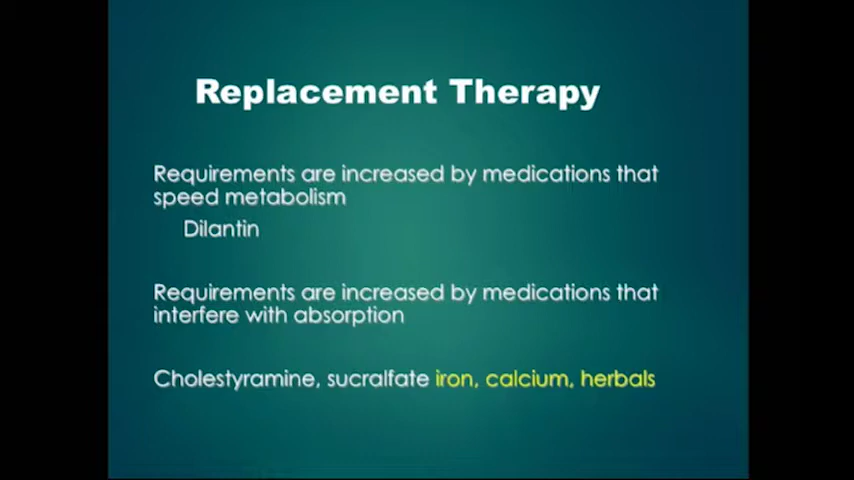 Replacement Therapy
Requirements are increased by medications that
speed metabolism
Dilantin
Requirements are increased by medications that
interfere with absorption
Cholestyramine, sucralfate iron, calcium, herbals